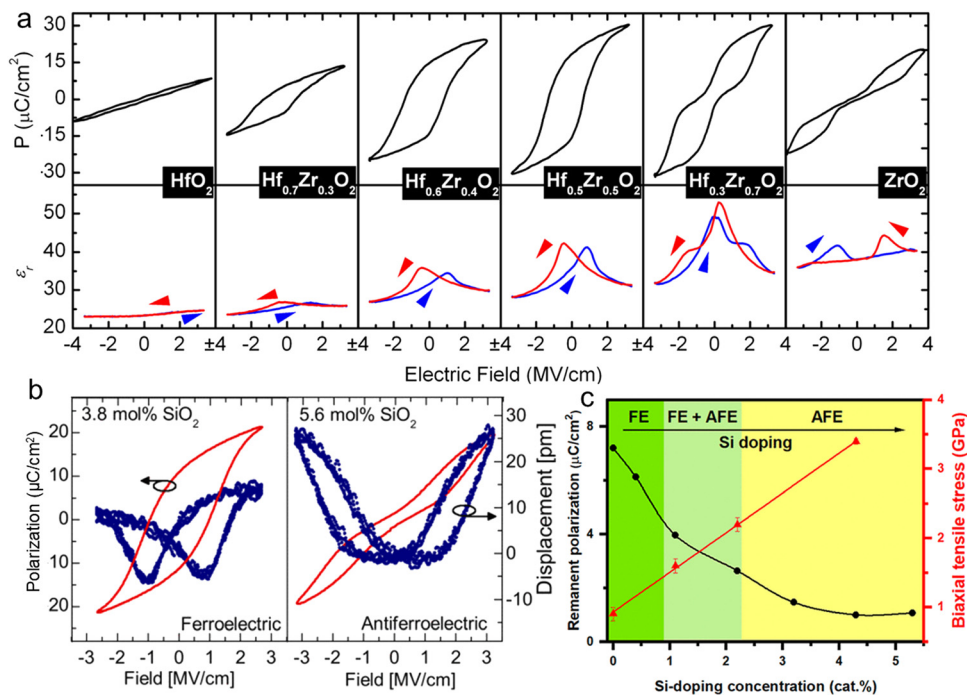 a
P (μC/cm²)
30
15
0
-15
-30
HfO₂
Hf₀.₇Zr₀.₃O₂
Hf₀.₆Zr₀.₄O₂
Hf₀.₅Zr₀.₅O₂
Hf₀.₃Zr₀.₇O₂
ZrO₂
εᵣ
50
40
30
20
-4 -2 0 2 ±4 -2 0 2 ±4 -2 0 2 ±4 -2 0 2 ±4 -2 0 2 ±4 -2 0 2 4
Electric Field (MV/cm)
b
3.8 mol% SiO₂
5.6 mol% SiO₂
Polarization (μC/cm²)
20
15
10
5
0
5
10
15
20
Ferroelectric
Antiferroelectric
30
20
10
0
-10
Displacement [pm]
-3 -2 -1 0 1 2 3
-3 -2 -1 0 1 2 3
Field [MV/cm]
Field [MV/cm]
c
FE
FE + AFE
AFE
Si doping
Remanent polarization (μC/cm²)
8
4
0
Biaxial tensile stress (GPa)
4
3
2
1
0 1 2 3 4 5
Si-doping concentration (cat.%)